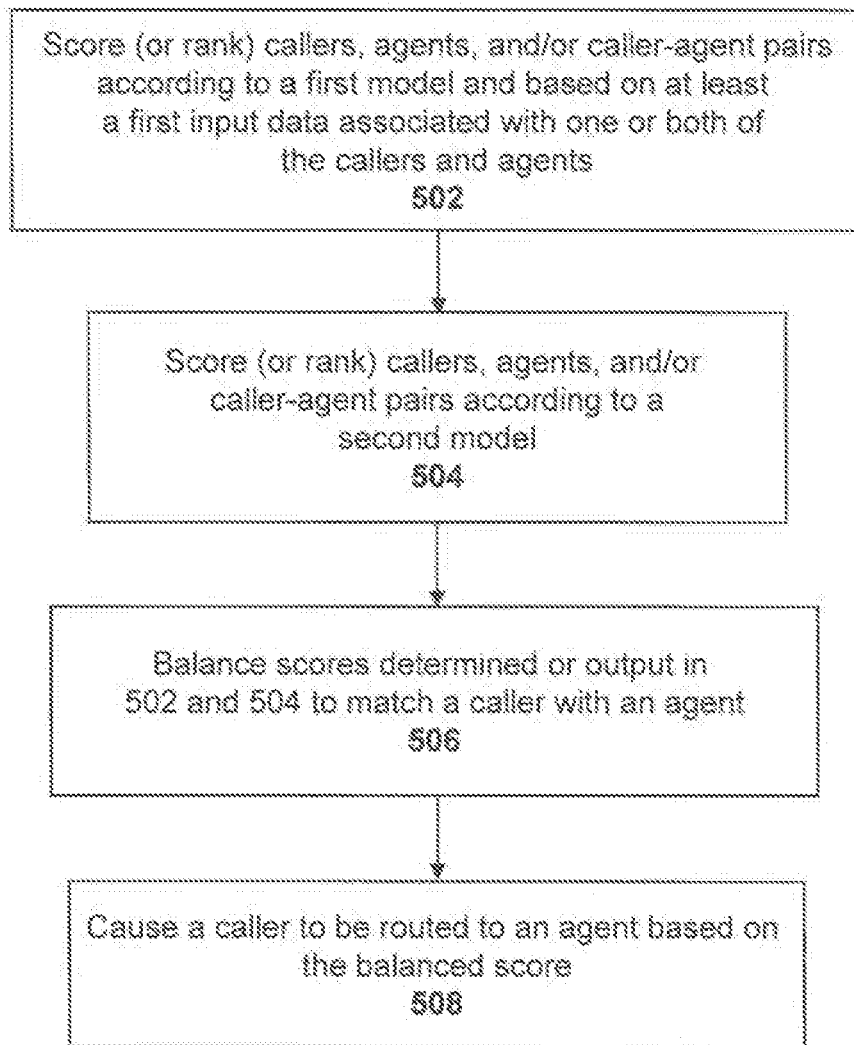 Score (or rank) callers, agents, and/or caller-agent pairs
according to a first model and based on at least
a first input data associated with one or both of
the callers and agents
502
Score (or rank) callers, agents, and/or
caller-agent pairs according to a
second model
504
Balance scores determined or output in
502 and 504 to match a caller with an agent
506
Cause a caller to be routed to an agent based on
the balanced score
508